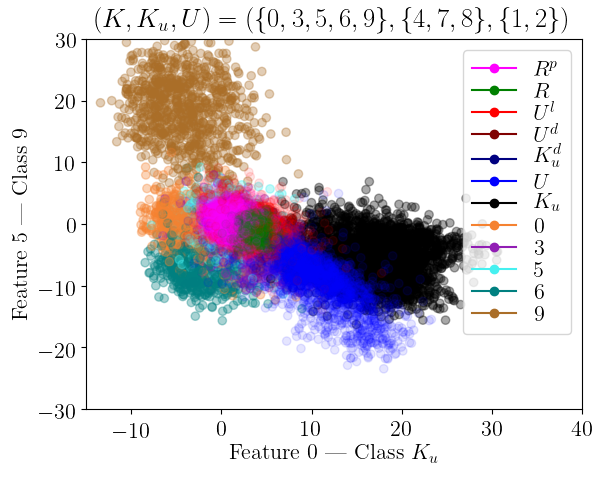 (K, K_u, U) = ({0, 3, 5, 6, 9}, {4, 7, 8}, {1, 2})
30
20
10
0
−10
−20
−30
Feature 5 — Class 9
−10 0 10 20 30 40
Feature 0 — Class K_u
R^p
R
U^l
U^d
K_u^d
U
K_u
0
3
5
6
9